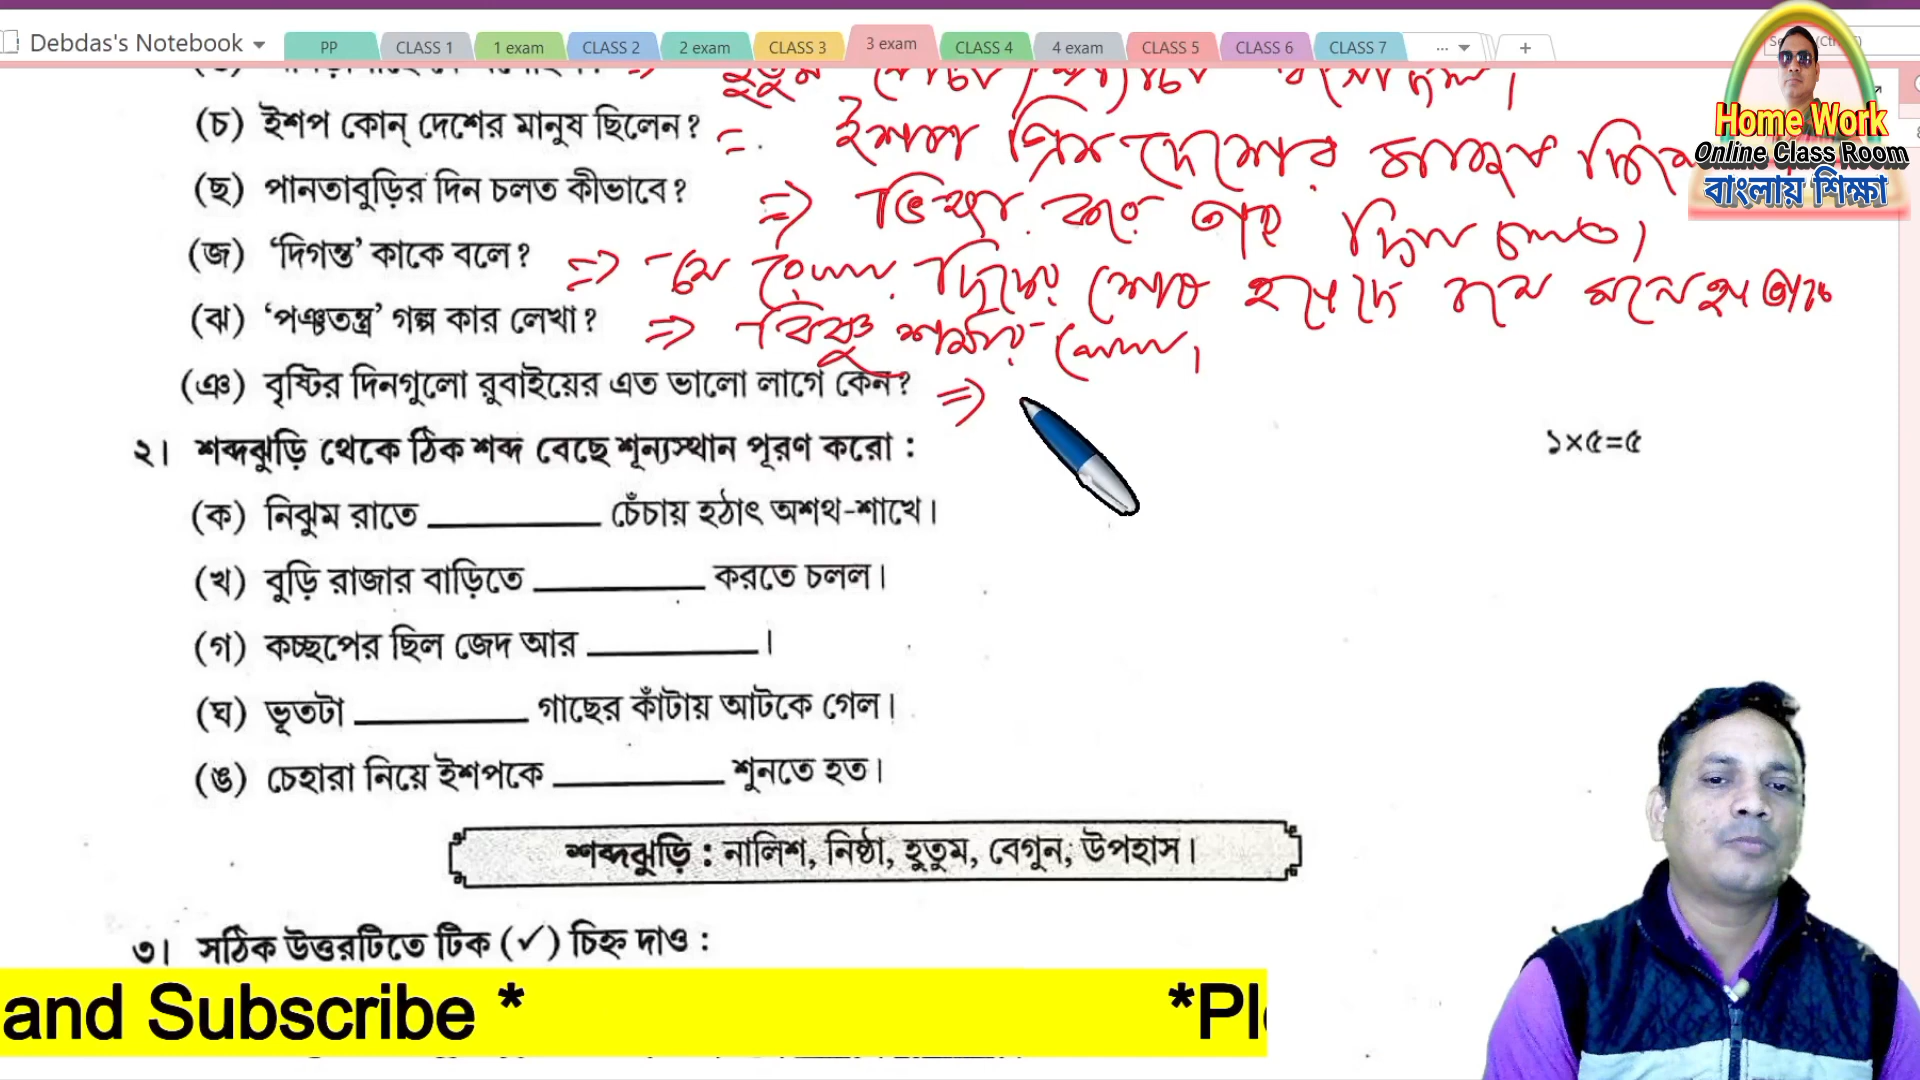 Debdas's Notebook PP CLASS 1 1 exam CLASS 2 2 exam CLASS 3 3 exam CLASS 4 4 exam CLASS 5 CLASS 6 CLASS 7 ... +
Home Work
Online Class Room
বাংলায় শিক্ষা
(চ) ইশপ কোন্ দেশের মানুষ ছিলেন? = ইশপ গ্রিস দেশের মানুষ
(ছ) পানতাবুড়ির দিন চলত কীভাবে? => ভিক্ষা করে তার দিন চলত।
(জ) ‘দিগন্ত’ কাকে বলে? =>
(ঝ) ‘পঞ্চতন্ত্র’ গল্প কার লেখা? => বিষ্ণু শর্মার লেখা।
(ঞ) বৃষ্টির দিনগুলো রুবাইয়ের এত ভালো লাগে কেন? =>
২। শব্দঝুড়ি থেকে ঠিক শব্দ বেছে শূন্যস্থান পূরণ করো : ১×৫=৫
(ক) নিঝুম রাতে ________ চেঁচায় হঠাৎ অশথ-শাখে।
(খ) বুড়ি রাজার বাড়িতে ________ করতে চলল।
(গ) কচ্ছপের ছিল জেদ আর ________।
(ঘ) ভূতটা ________ গাছের কাঁটায় আটকে গেল।
(ঙ) চেহারা নিয়ে ইশপকে ________ শুনতে হত।
শব্দঝুড়ি : নালিশ, নিষ্ঠা, হুতুম, বেগুন, উপহাস।
৩। সঠিক উত্তরটিতে টিক (✓) চিহ্ন দাও :
and Subscribe *